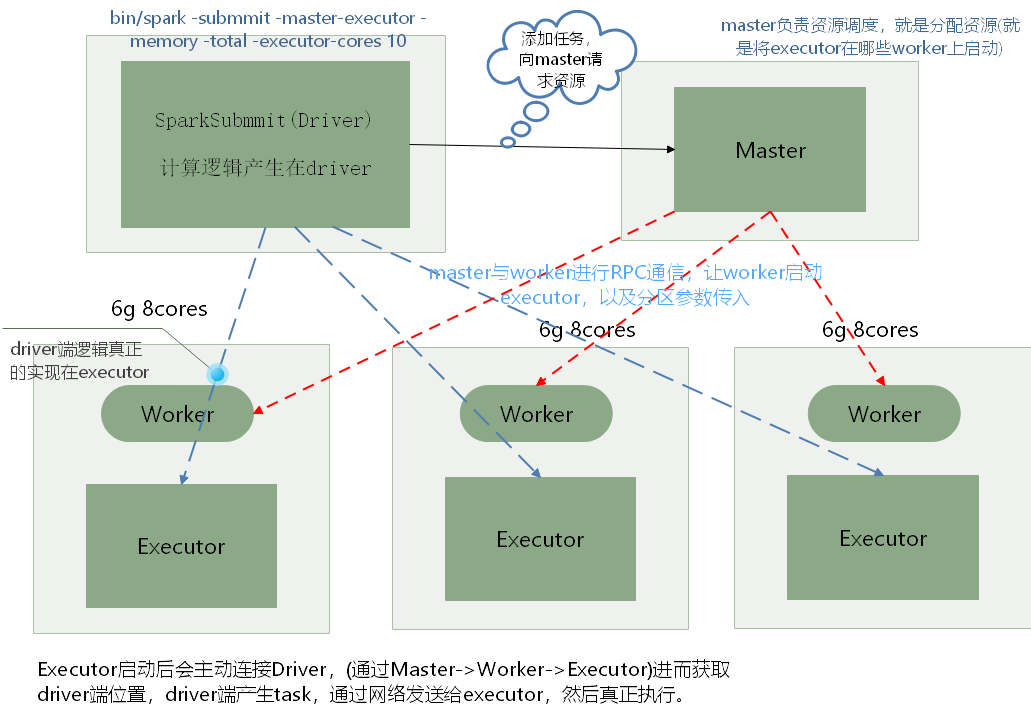 bin/spark -submmit -master-executor -
memory -total -executor-cores 10
添加任务，
向master请
求资源
master负责资源调度，就是分配资源(就
是将executor在哪些worker上启动)
SparkSubmmit(Driver)
计算逻辑产生在driver
Master
master与worker进行RPC通信，让worker启动
executor，以及分区参数传入
6g 8cores
6g 8cores
6g 8cores
driver端逻辑真正
的实现在executor
Worker
Worker
Worker
Executor
Executor
Executor
Executor启动后会主动连接Driver，(通过Master->Worker->Executor)进而获取
driver端位置，driver端产生task，通过网络发送给executor，然后真正执行。